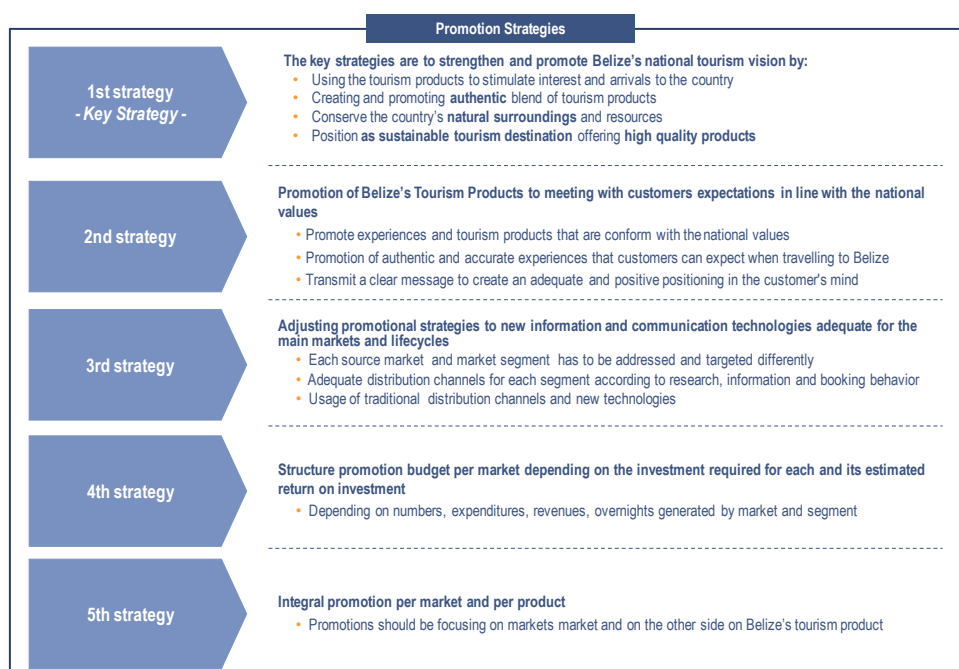 Promotion Strategies
1st strategy
- Key Strategy -
The key strategies are to strengthen and promote Belize's national tourism vision by:
• Using the tourism products to stimulate interest and arrivals to the country
• Creating and promoting authentic blend of tourism products
• Conserve the country's natural surroundings and resources
• Position as sustainable tourism destination offering high quality products
2nd strategy
Promotion of Belize's Tourism Products to meeting with customers expectations in line with the national
values
• Promote experiences and tourism products that are conform with the national values
• Promotion of authentic and accurate experiences that customers can expect when travelling to Belize
• Transmit a clear message to create an adequate and positive positioning in the customer's mind
3rd strategy
Adjusting promotional strategies to new information and communication technologies adequate for the
main markets and lifecycles
• Each source market and market segment has to be addressed and targeted differently
• Adequate distribution channels for each segment according to research, information and booking behavior
• Usage of traditional distribution channels and new technologies
4th strategy
Structure promotion budget per market depending on the investment required for each and its estimated
return on investment
• Depending on numbers, expenditures, revenues, overnights generated by market and segment
5th strategy
Integral promotion per market and per product
• Promotions should be focusing on markets market and on the other side on Belize's tourism product